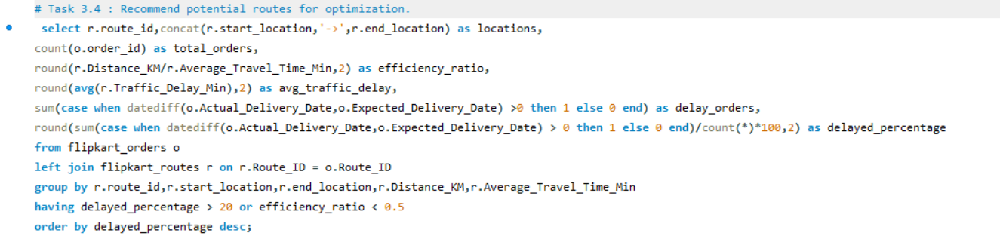 # Task 3.4 : Recommend potential routes for optimization.
select r.route_id,concat(r.start_location,'->',r.end_location) as locations,
count(o.order_id) as total_orders,
round(r.Distance_KM/r.Average_Travel_Time_Min,2) as efficiency_ratio,
round(avg(r.Traffic_Delay_Min),2) as avg_traffic_delay,
sum(case when datediff(o.Actual_Delivery_Date,o.Expected_Delivery_Date) >0 then 1 else 0 end) as delay_orders,
round(sum(case when datediff(o.Actual_Delivery_Date,o.Expected_Delivery_Date) > 0 then 1 else 0 end)/count(*)*100,2) as delayed_percentage
from flipkart_orders o
left join flipkart_routes r on r.Route_ID = o.Route_ID
group by r.route_id,r.start_location,r.end_location,r.Distance_KM,r.Average_Travel_Time_Min
having delayed_percentage > 20 or efficiency_ratio < 0.5
order by delayed_percentage desc;